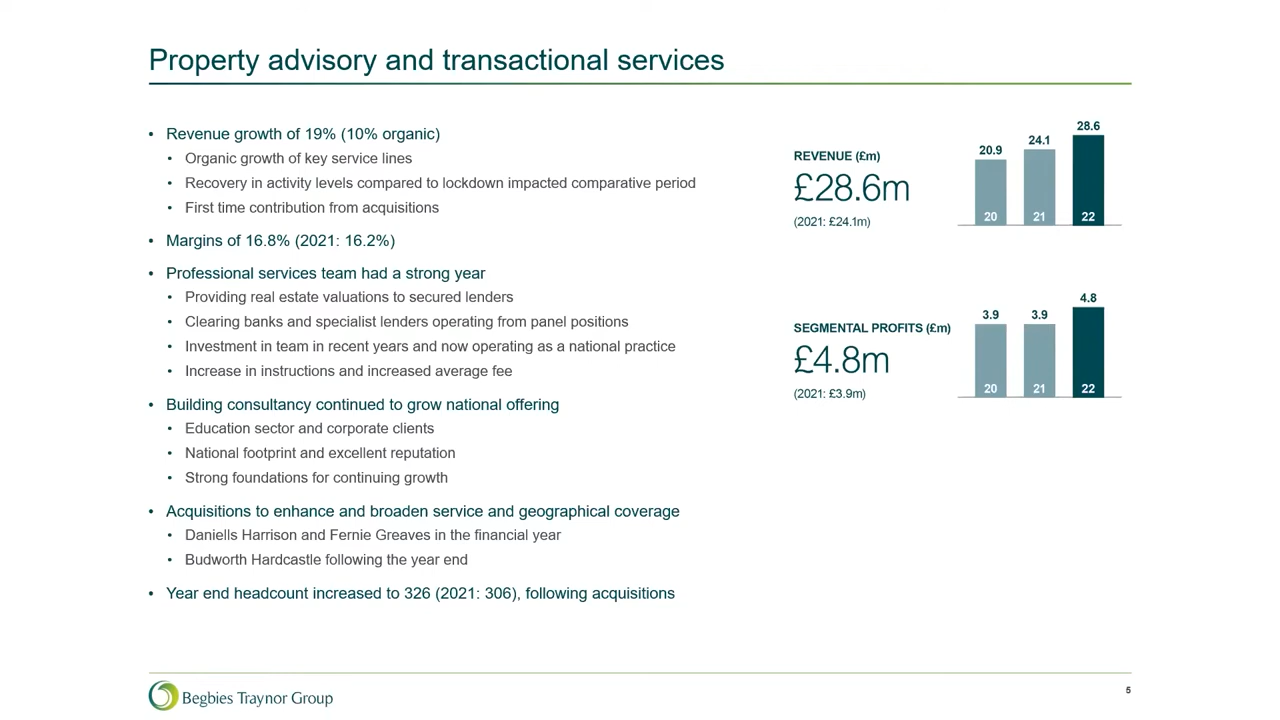 Property advisory and transactional services
• Revenue growth of 19% (10% organic)
• Organic growth of key service lines
• Recovery in activity levels compared to lockdown impacted comparative period
• First time contribution from acquisitions
• Margins of 16.8% (2021: 16.2%)
• Professional services team had a strong year
• Providing real estate valuations to secured lenders
• Clearing banks and specialist lenders operating from panel positions
• Investment in team in recent years and now operating as a national practice
• Increase in instructions and increased average fee
• Building consultancy continued to grow national offering
• Education sector and corporate clients
• National footprint and excellent reputation
• Strong foundations for continuing growth
• Acquisitions to enhance and broaden service and geographical coverage
• Daniells Harrison and Fernie Greaves in the financial year
• Budworth Hardcastle following the year end
• Year end headcount increased to 326 (2021: 306), following acquisitions
REVENUE (£m)
£28.6m
(2021: £24.1m)
20.9 24.1 28.6
20 21 22
SEGMENTAL PROFITS (£m)
£4.8m
(2021: £3.9m)
3.9 3.9 4.8
20 21 22
Begbies Traynor Group
5